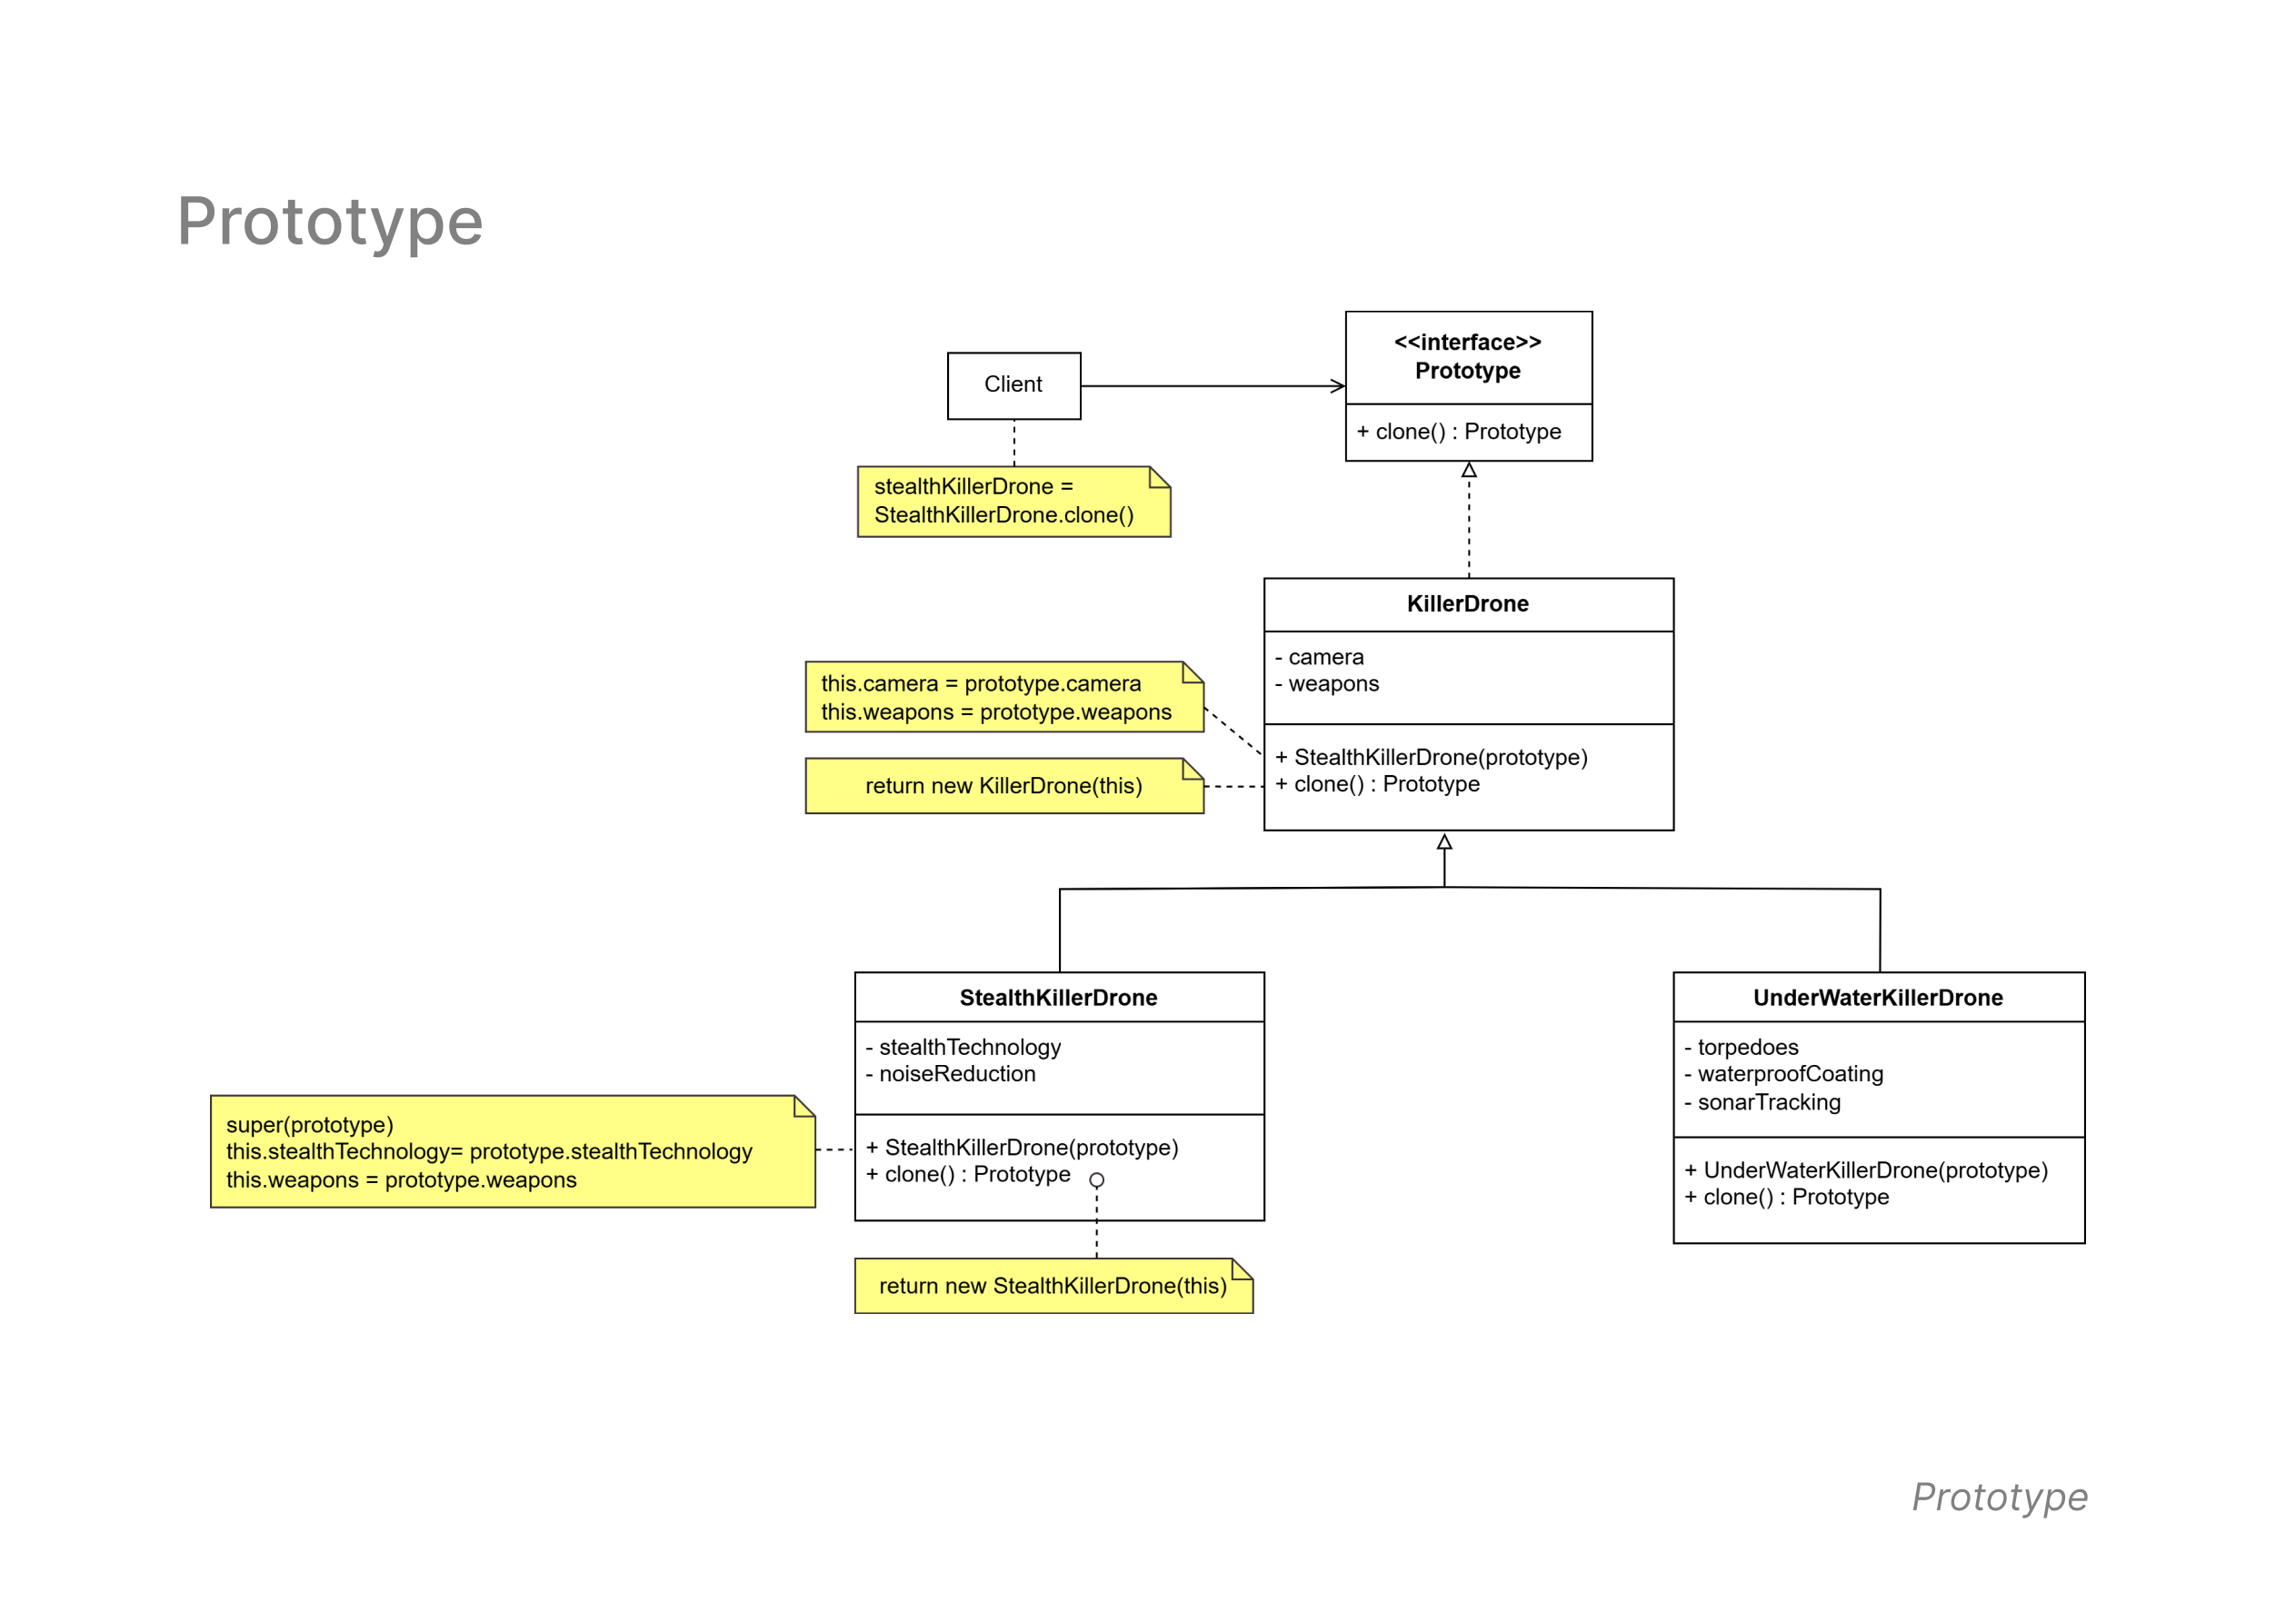 Prototype
<<interface>>
Prototype
+ clone() : Prototype
Client
stealthKillerDrone =
StealthKillerDrone.clone()
KillerDrone
- camera
- weapons
+ StealthKillerDrone(prototype)
+ clone() : Prototype
this.camera = prototype.camera
this.weapons = prototype.weapons
return new KillerDrone(this)
StealthKillerDrone
- stealthTechnology
- noiseReduction
+ StealthKillerDrone(prototype)
+ clone() : Prototype
UnderWaterKillerDrone
- torpedoes
- waterproofCoating
- sonarTracking
+ UnderWaterKillerDrone(prototype)
+ clone() : Prototype
super(prototype)
this.stealthTechnology= prototype.stealthTechnology
this.weapons = prototype.weapons
return new StealthKillerDrone(this)
Prototype